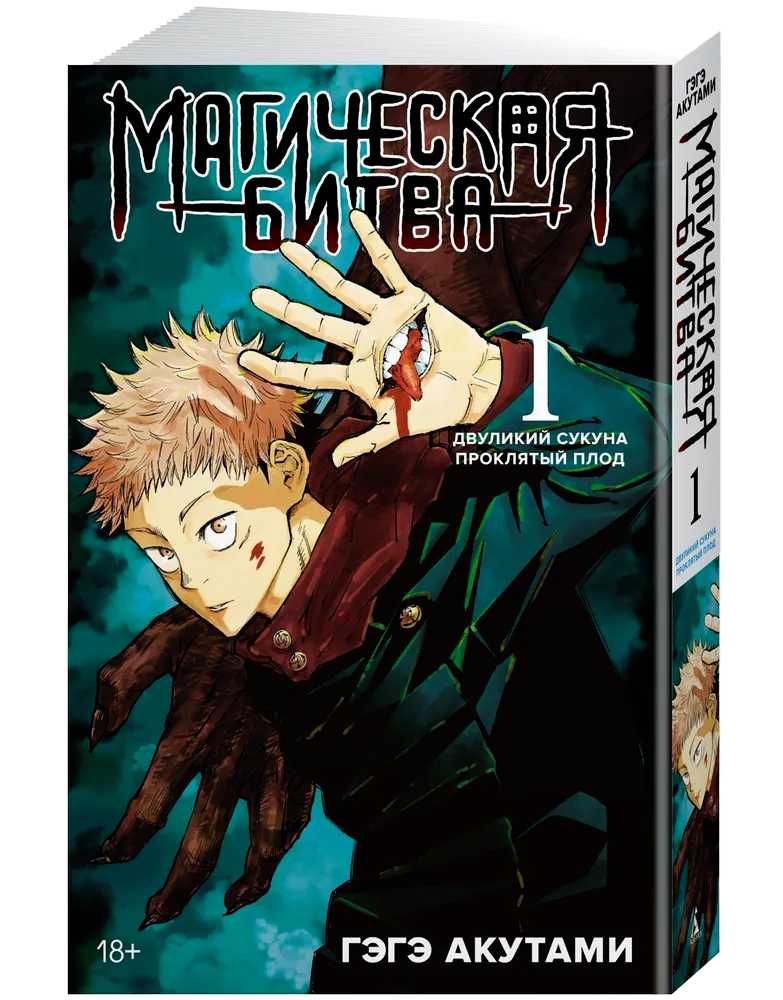 МАГИЧЕСКАЯ
БИТВА
1
ДВУЛИКИЙ СУКУНА
ПРОКЛЯТЫЙ ПЛОД
18+
ГЭГЭ АКУТАМИ
ГЭГЭ
АКУТАМИ
МАГИЧЕСКАЯ
БИТВА
1
ДВУЛИКИЙ СУКУНА
ПРОКЛЯТЫЙ ПЛОД